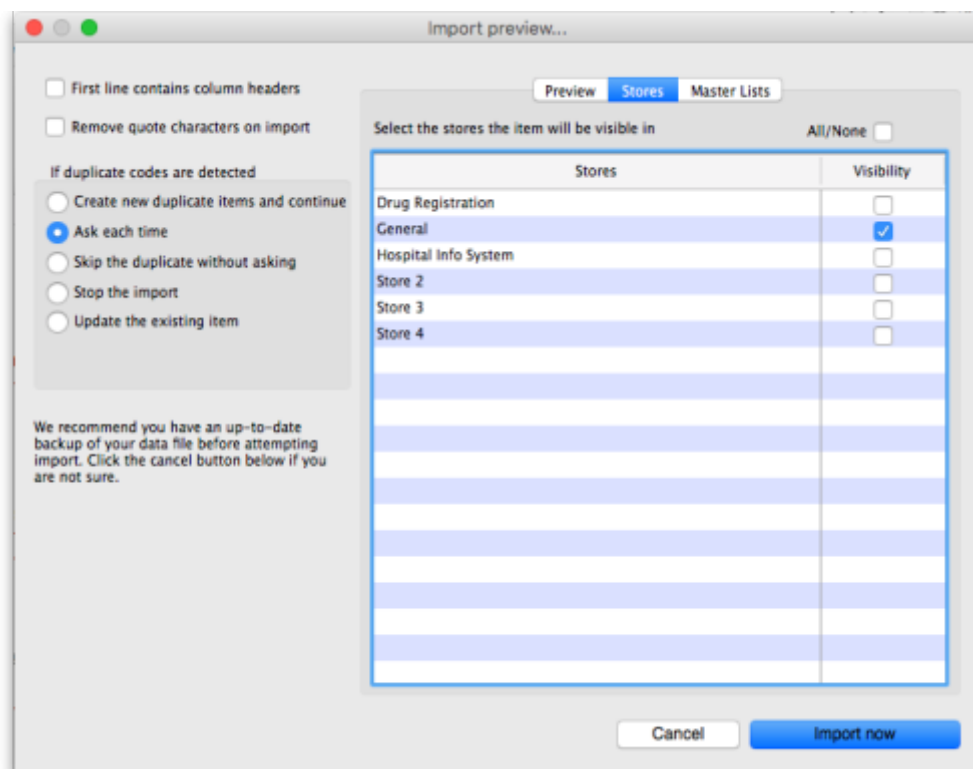 Import preview...
First line contains column headers
Remove quote characters on import
If duplicate codes are detected
Create new duplicate items and continue
Ask each time
Skip the duplicate without asking
Stop the import
Update the existing item
We recommend you have an up-to-date
backup of your data file before attempting
import. Click the cancel button below if you
are not sure.
Preview Stores Master Lists
Select the stores the item will be visible in All/None
Stores Visibility
Drug Registration
General
Hospital Info System
Store 2
Store 3
Store 4
Cancel Import now